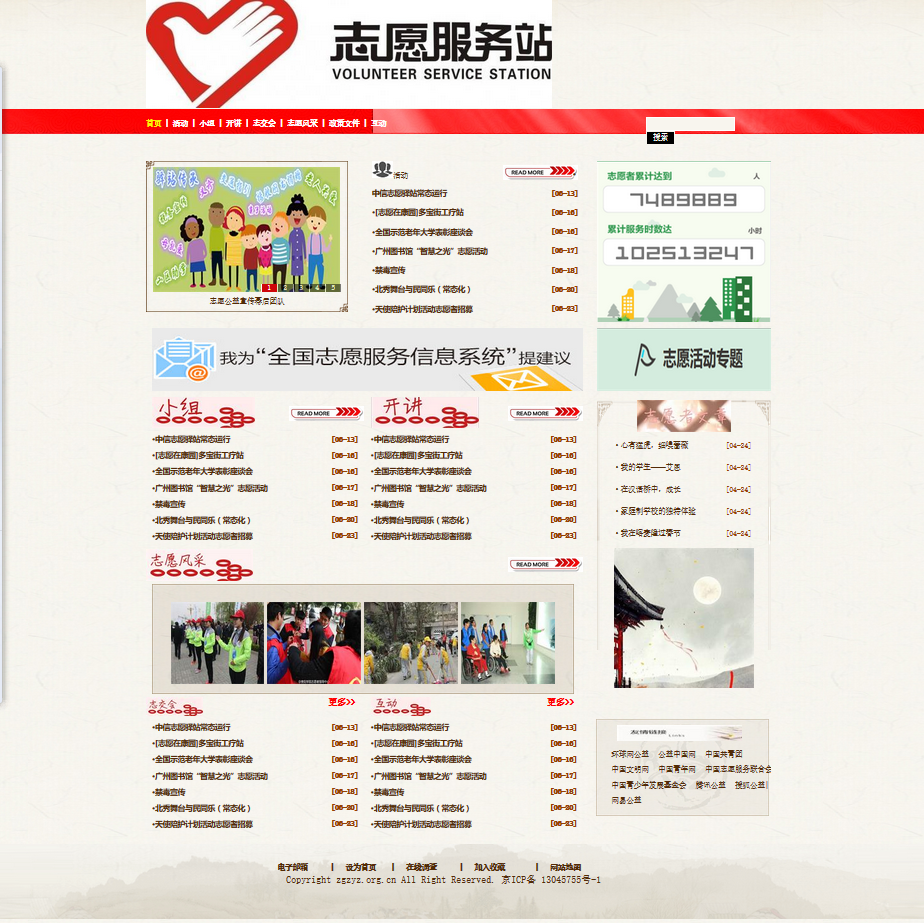 志愿服务站
VOLUNTEER SERVICE STATION
首页 | 活动 | 小组 | 开讲 | 志交会 | 志愿风采 | 政策文件 | 互动
搜索
1 2 3 4 5
志愿公益宣传幕后团队
活动
READ MORE
中信志愿驿站常态运行 [06-13]
•[志愿在康园]多宝街工疗站 [06-16]
•全国示范老年大学表彰座谈会 [06-16]
•广州图书馆“智慧之光”志愿活动 [06-17]
•禁毒宣传 [06-18]
•北秀舞台与民同乐（常态化） [06-20]
•天使陪护计划活动志愿者招募 [06-23]
志愿者累计达到 人
7489889
累计服务时数达 小时
102513247
我为“全国志愿服务信息系统”提建议
志愿活动专题
小组
READ MORE
•中信志愿驿站常态运行 [06-13]
•[志愿在康园]多宝街工疗站 [06-16]
•全国示范老年大学表彰座谈会 [06-16]
•广州图书馆“智慧之光”志愿活动 [06-17]
•禁毒宣传 [06-18]
•北秀舞台与民同乐（常态化） [06-20]
•天使陪护计划活动志愿者招募 [06-23]
开讲
READ MORE
•中信志愿驿站常态运行 [06-13]
•[志愿在康园]多宝街工疗站 [06-16]
•全国示范老年大学表彰座谈会 [06-16]
•广州图书馆“智慧之光”志愿活动 [06-17]
•禁毒宣传 [06-18]
•北秀舞台与民同乐（常态化） [06-20]
•天使陪护计划活动志愿者招募 [06-23]
志愿者文章
• 心有猛虎，细嗅蔷薇 [04-24]
• 我的学生——艾恩 [04-24]
• 在汉语桥中，成长 [04-24]
• 家庭制学校的独特体验 [04-24]
• 我在喀麦隆过春节 [04-24]
志愿风采
READ MORE
志交会
更多>>
•中信志愿驿站常态运行 [06-13]
•[志愿在康园]多宝街工疗站 [06-16]
•全国示范老年大学表彰座谈会 [06-16]
•广州图书馆“智慧之光”志愿活动 [06-17]
•禁毒宣传 [06-18]
•北秀舞台与民同乐（常态化） [06-20]
•天使陪护计划活动志愿者招募 [06-23]
互动
更多>>
•中信志愿驿站常态运行 [06-13]
•[志愿在康园]多宝街工疗站 [06-16]
•全国示范老年大学表彰座谈会 [06-16]
•广州图书馆“智慧之光”志愿活动 [06-17]
•禁毒宣传 [06-18]
•北秀舞台与民同乐（常态化） [06-20]
•天使陪护计划活动志愿者招募 [06-23]
友情链接
环球网公益 公益中国网 中国共青团
中国文明网 中国青年网 中国志愿服务联合会
中国青少年发展基金会 腾讯公益 搜狐公益
网易公益
电子邮箱 | 设为首页 | 在线调查 | 加入收藏 | 网站地图
Copyright zgzyz.org.cn All Right Reserved. 京ICP备 13045755号-1